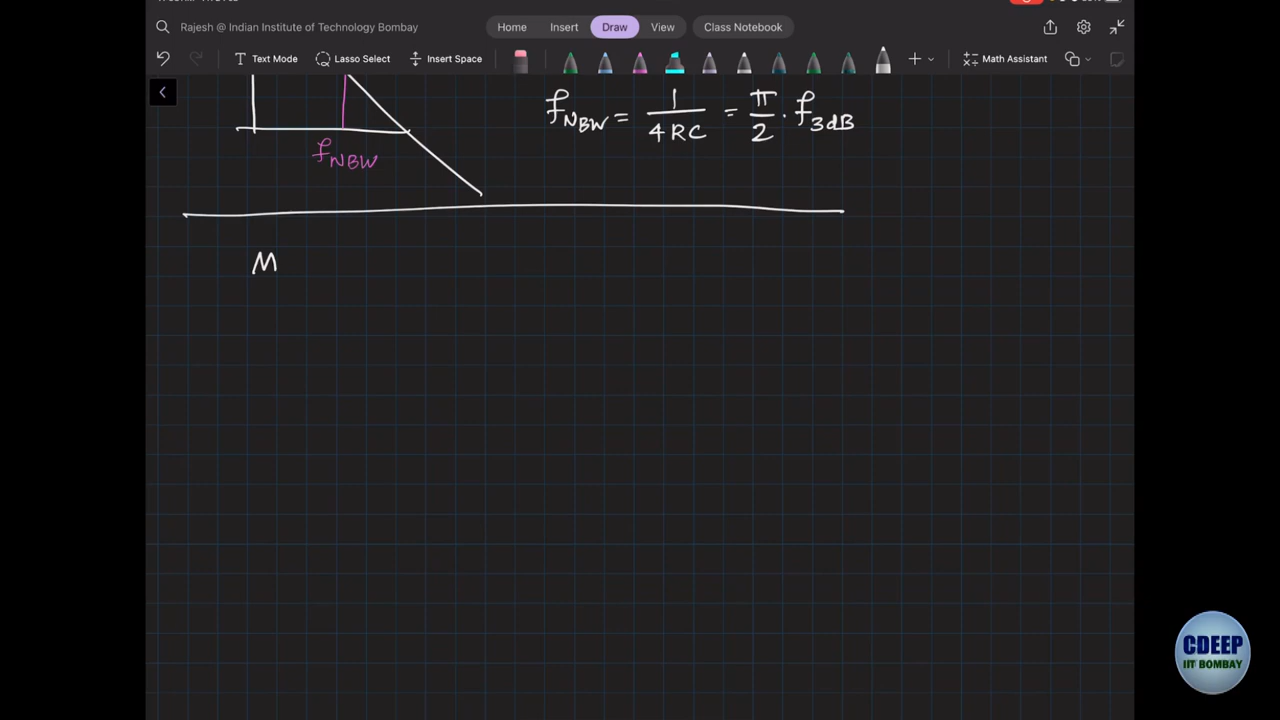 Rajesh @ Indian Institute of Technology Bombay
Home Insert Draw View Class Notebook
Text Mode Lasso Select Insert Space Math Assistant
f_NBW = 1/4RC = π/2 · f_3dB
f_NBW
M
CDEEP
IIT BOMBAY